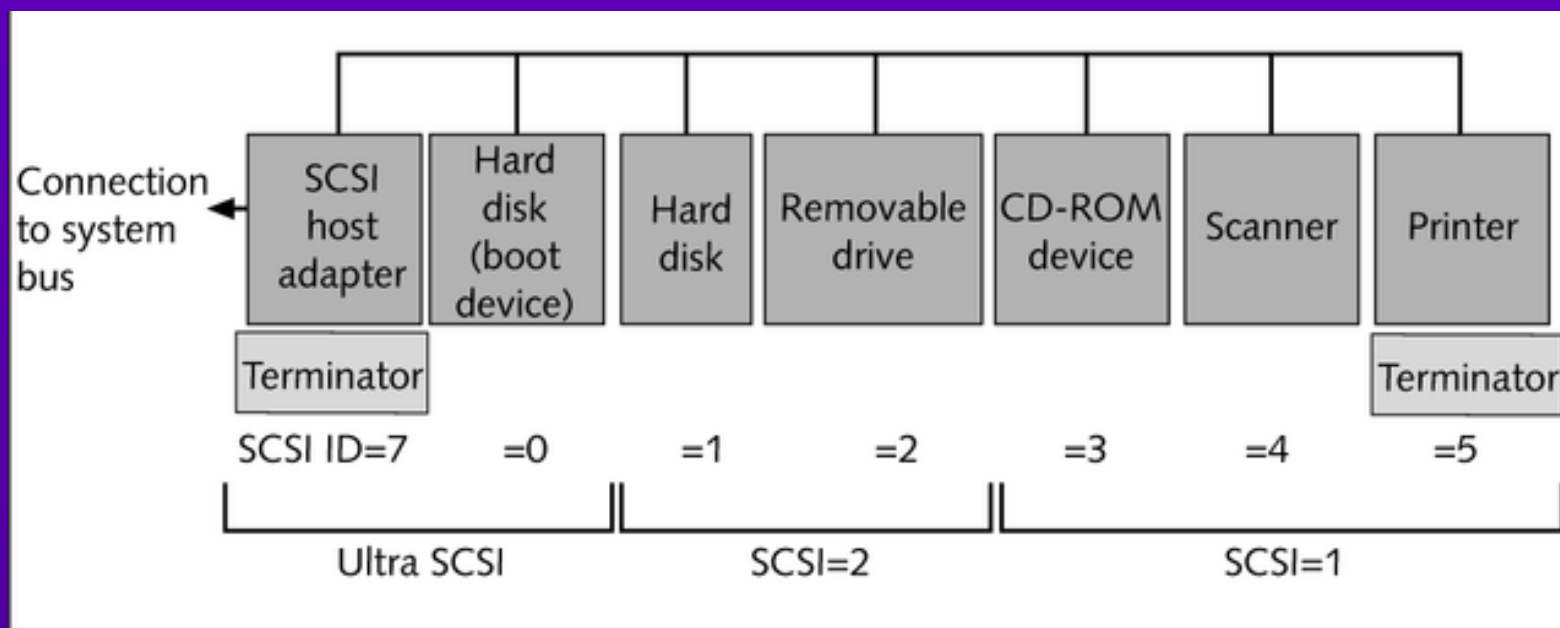 Connection
to system
bus
SCSI
host
adapter
Hard
disk
(boot
device)
Hard
disk
Removable
drive
CD-ROM
device
Scanner
Printer
Terminator
Terminator
SCSI ID=7 =0 =1 =2 =3 =4 =5
Ultra SCSI SCSI=2 SCSI=1